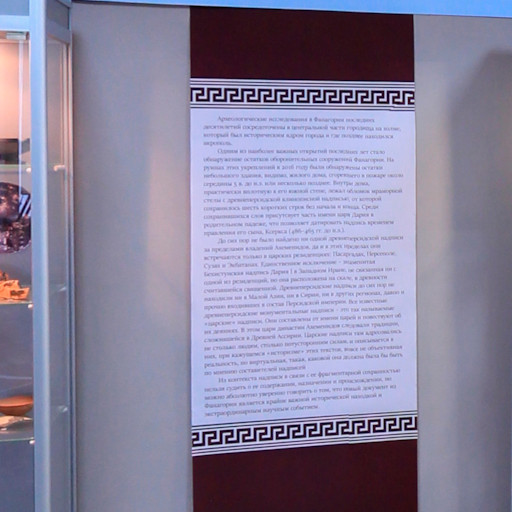 Археологические исследования в Фанагории последних
десятилетий сосредоточены в центральной части городища на холме,
который был историческим ядром города и где позднее находился
некрополь.
Одним из наиболее важных открытий последних лет стало
обнаружение остатков оборонительных сооружений Фанагории. На
руинах этих укреплений в 2016 году были обнаружены остатки
небольшого здания, видимо, жилого дома, сгоревшего в пожаре около
середины 5 в. до н.э. или несколько позднее. Внутри дома,
практически вплотную к его южной стене, лежал обломок мраморной
стелы с древнеперсидской клинописной надписью, от которой
сохранилось шесть коротких строк без начала и конца. Среди
сохранившихся слов присутствует часть имени царя Дария в
родительном падеже, что позволяет датировать надпись временем
правления его сына, Ксеркса (486–465 гг. до н.э.).
До сих пор не было найдено ни одной древнеперсидской надписи
за пределами владений Ахеменидов, да и в этих пределах они
встречаются только в царских резиденциях: Пасаргадах, Персеполе,
Сузах и Экбатанах. Единственное исключение – знаменитая
Бехистунская надпись Дария I в Западном Иране, не связанная ни с
одной из резиденций, но она расположена на скале, в древности
считавшейся священной. Древнеперсидские надписи до сих пор не
находили ни в Малой Азии, ни в Сирии, ни в других регионах, давно и
прочно входивших в состав Персидской империи. Все известные
древнеперсидские монументальные надписи – это так называемые
«царские» надписи. Они составлены от имени царей и повествуют об
их деяниях. В этом цари династии Ахеменидов следовали традиции,
сложившейся в Древней Ассирии. Царские надписи там адресовались
не столько людям, сколько потусторонним силам, и описывается в
них, при кажущемся «историзме» этих текстов, вовсе не объективная
реальность, но виртуальная, такая, каковой она должна была бы быть
по мнению составителей надписей.
Из контекста надписи в связи с ее фрагментарной сохранностью
нельзя судить о ее содержании, назначении и происхождении, но
можно абсолютно уверенно говорить о том, что новый документ из
Фанагории является крайне важной исторической находкой и
экстраординарным научным событием.